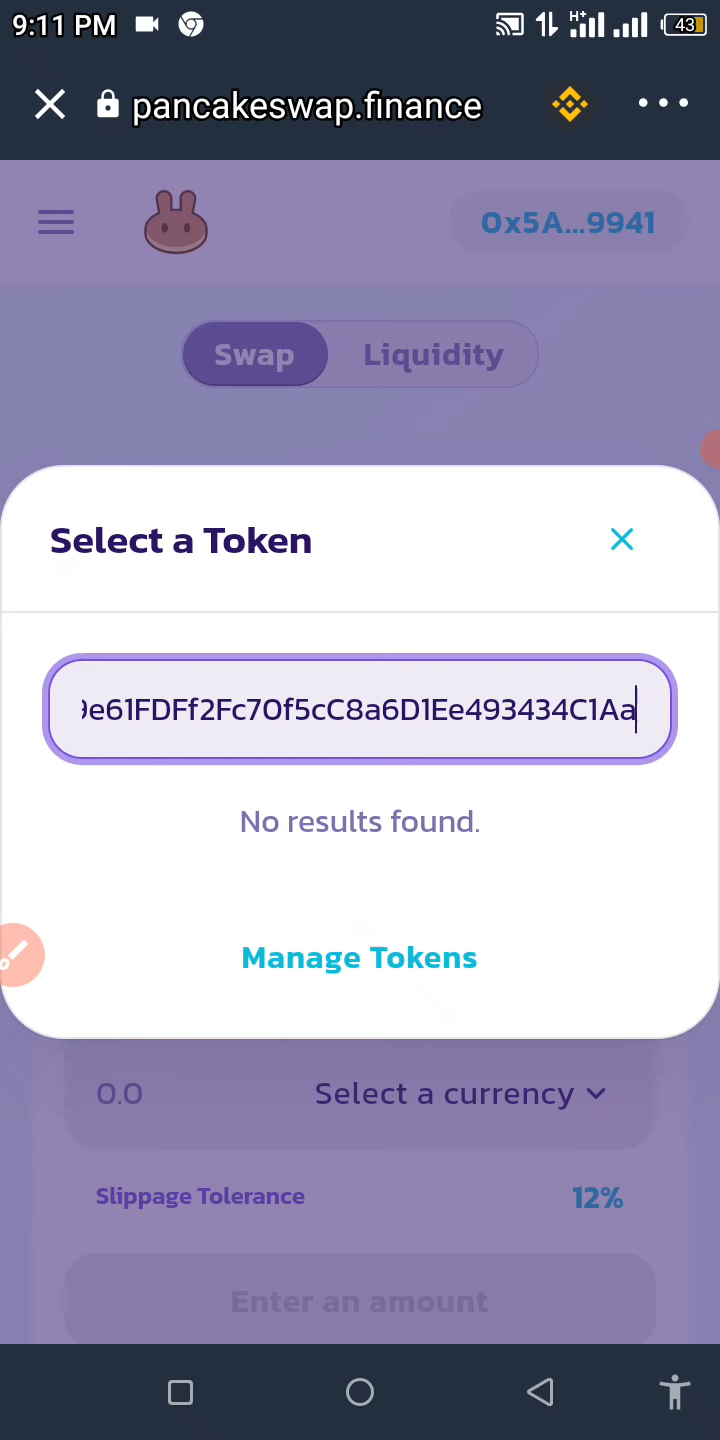 9:11 PM
H+
43
pancakeswap.finance
0x5A...9941
Swap
Liquidity
Select a Token
e61FDFf2Fc70f5cC8a6D1Ee493434C1Aa
No results found.
Manage Tokens
0.0
Select a currency
Slippage Tolerance
12%
Enter an amount